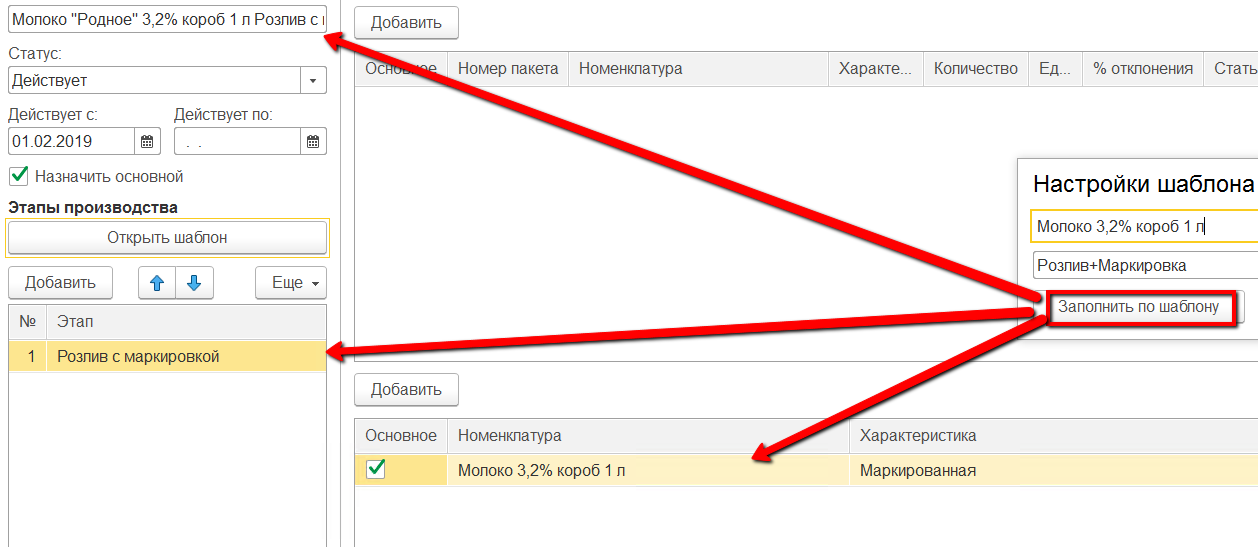 Молоко "Родное" 3,2% короб 1 л Розлив с
Статус:
Действует
Действует с:
Действует по:
01.02.2019
. .
Назначить основной
Этапы производства
Открыть шаблон
Добавить
Еще
№ Этап
1 Розлив с маркировкой
Добавить
Основное Номер пакета Номенклатура Характе... Количество Ед... % отклонения Стать
Настройки шаблона
Молоко 3,2% короб 1 л
Розлив+Маркировка
Заполнить по шаблону
Добавить
Основное Номенклатура Характеристика
Молоко 3,2% короб 1 л Маркированная